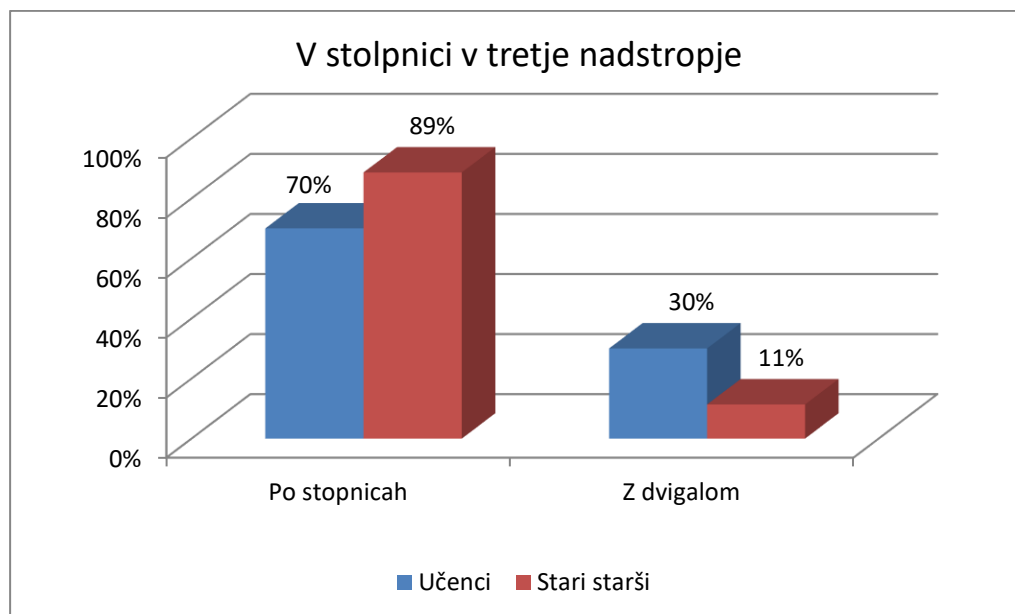 V stolpnici v tretje nadstropje
89%
100%
70%
80%
60%
30%
40%
11%
20%
0%
Po stopnicah
Z dvigalom
Učenci
Stari starši